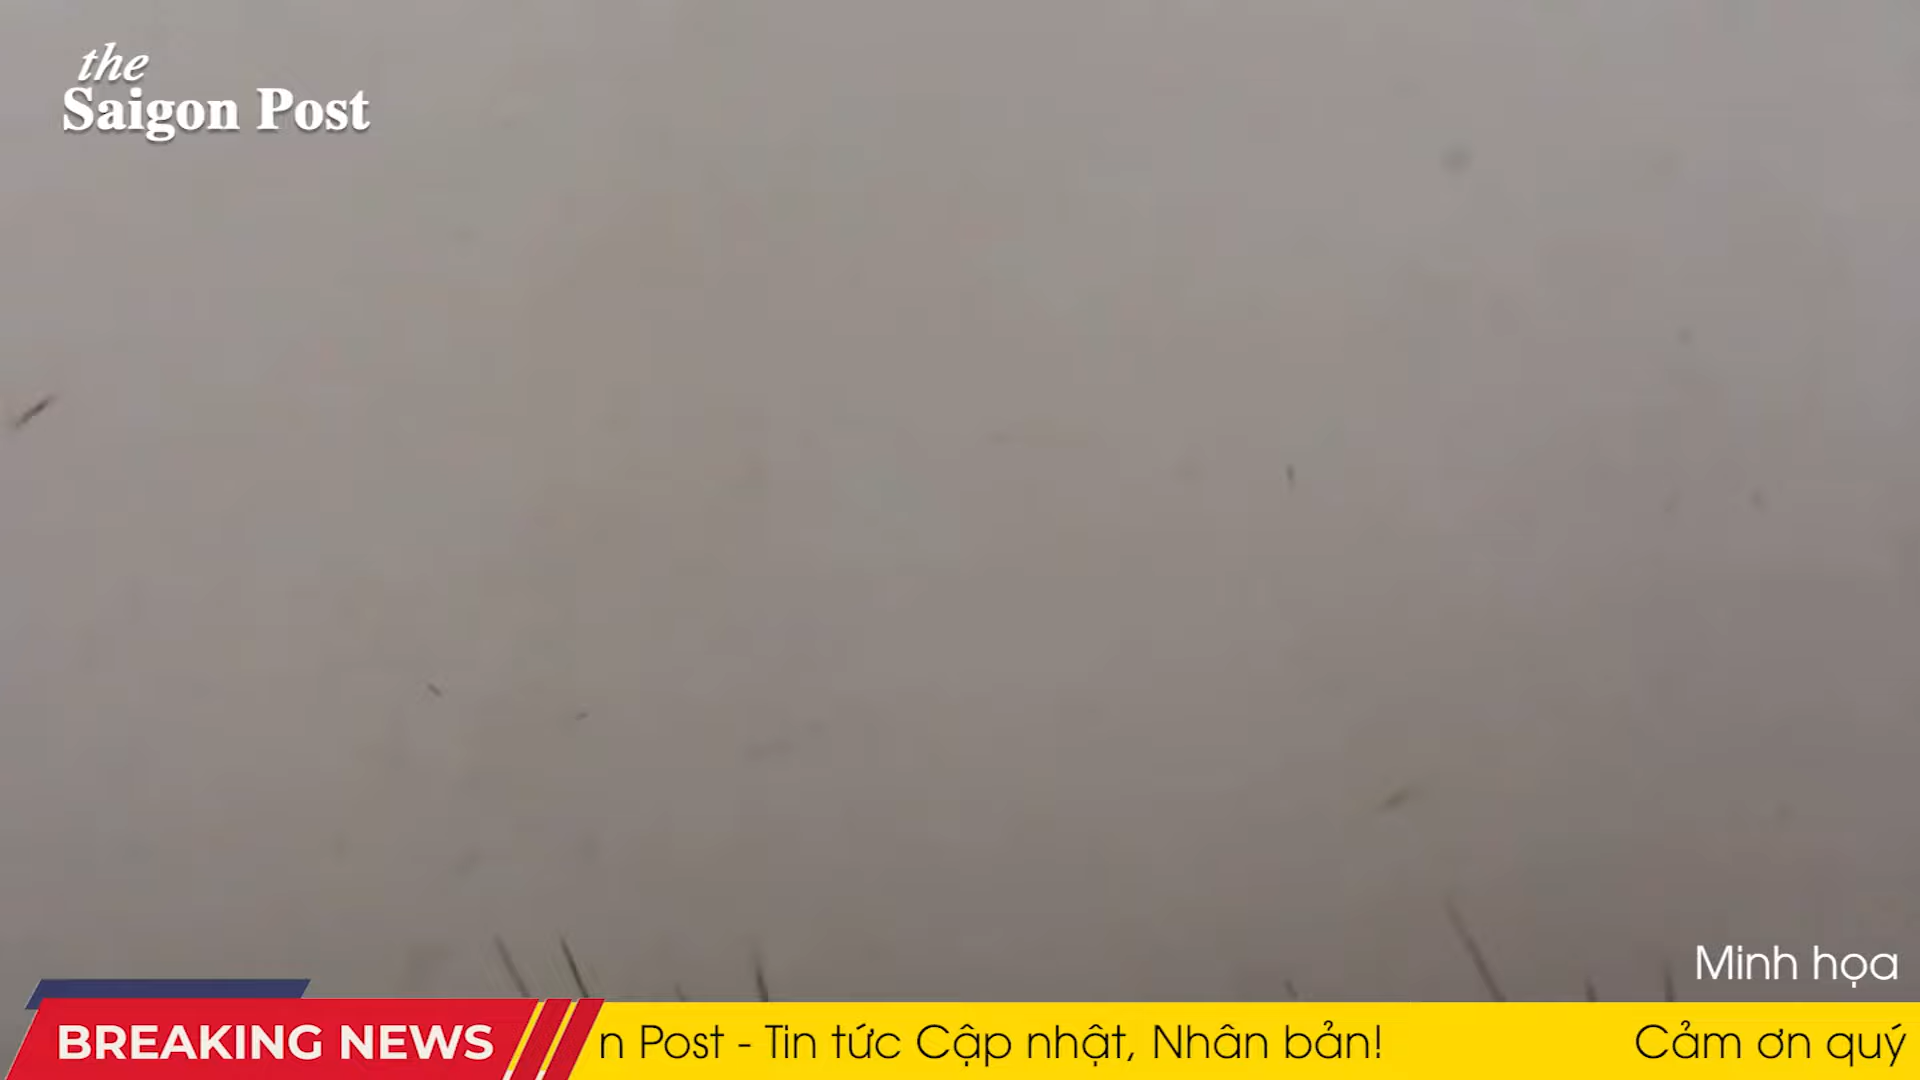 the
Saigon Post
Minh họa
BREAKING NEWS
n Post - Tin tức Cập nhật, Nhân bản!
Cảm ơn quý